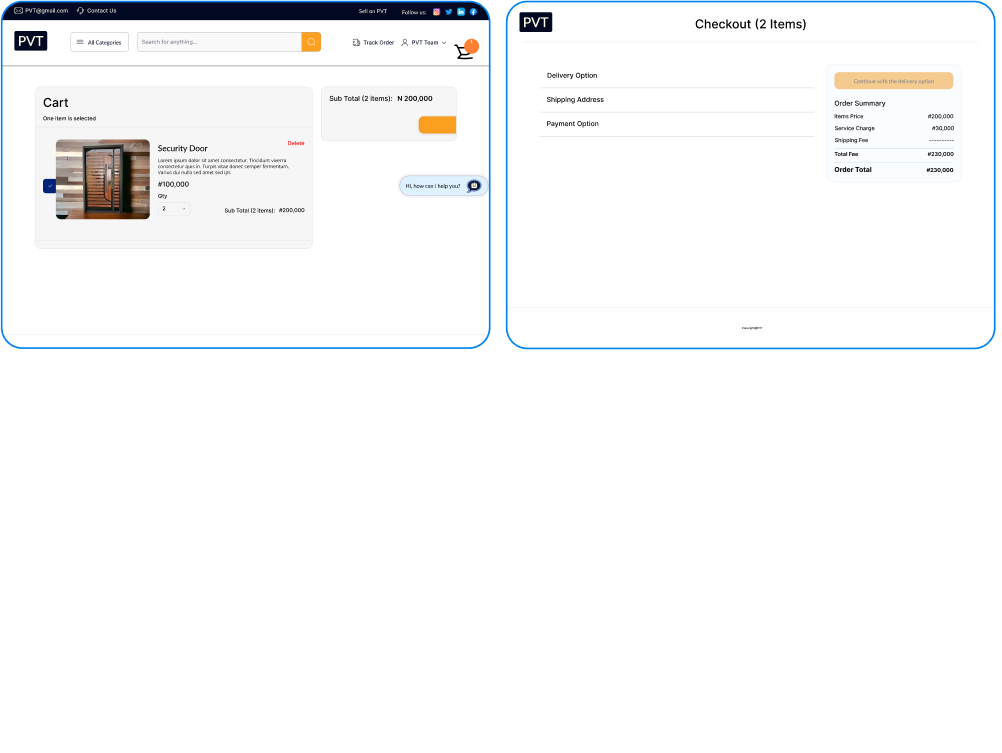 PVT@gmail.com
Contact Us
Sell on PVT
Follow us:
PVT
All Categories
Search for anything...
Track Order
PVT Team
Cart
One item is selected
Delete
Security Door
Lorem ipsum dolor sit amet consectetur. Tincidunt viverra
consectetur quis in. Turpis vitae donec semper fermentum.
Varius dui nulla sed amet sed ips
₦100,000
Qty
2
Sub Total (2 items): ₦200,000
Sub Total (2 items): N 200,000
Hi, how can i help you?
PVT
Checkout (2 Items)
Delivery Option
Shipping Address
Payment Option
Continue with the delivery option
Order Summary
Items Price ₦200,000
Service Charge ₦30,000
Shipping Fee ----------
Total Fee ₦230,000
Order Total ₦230,000